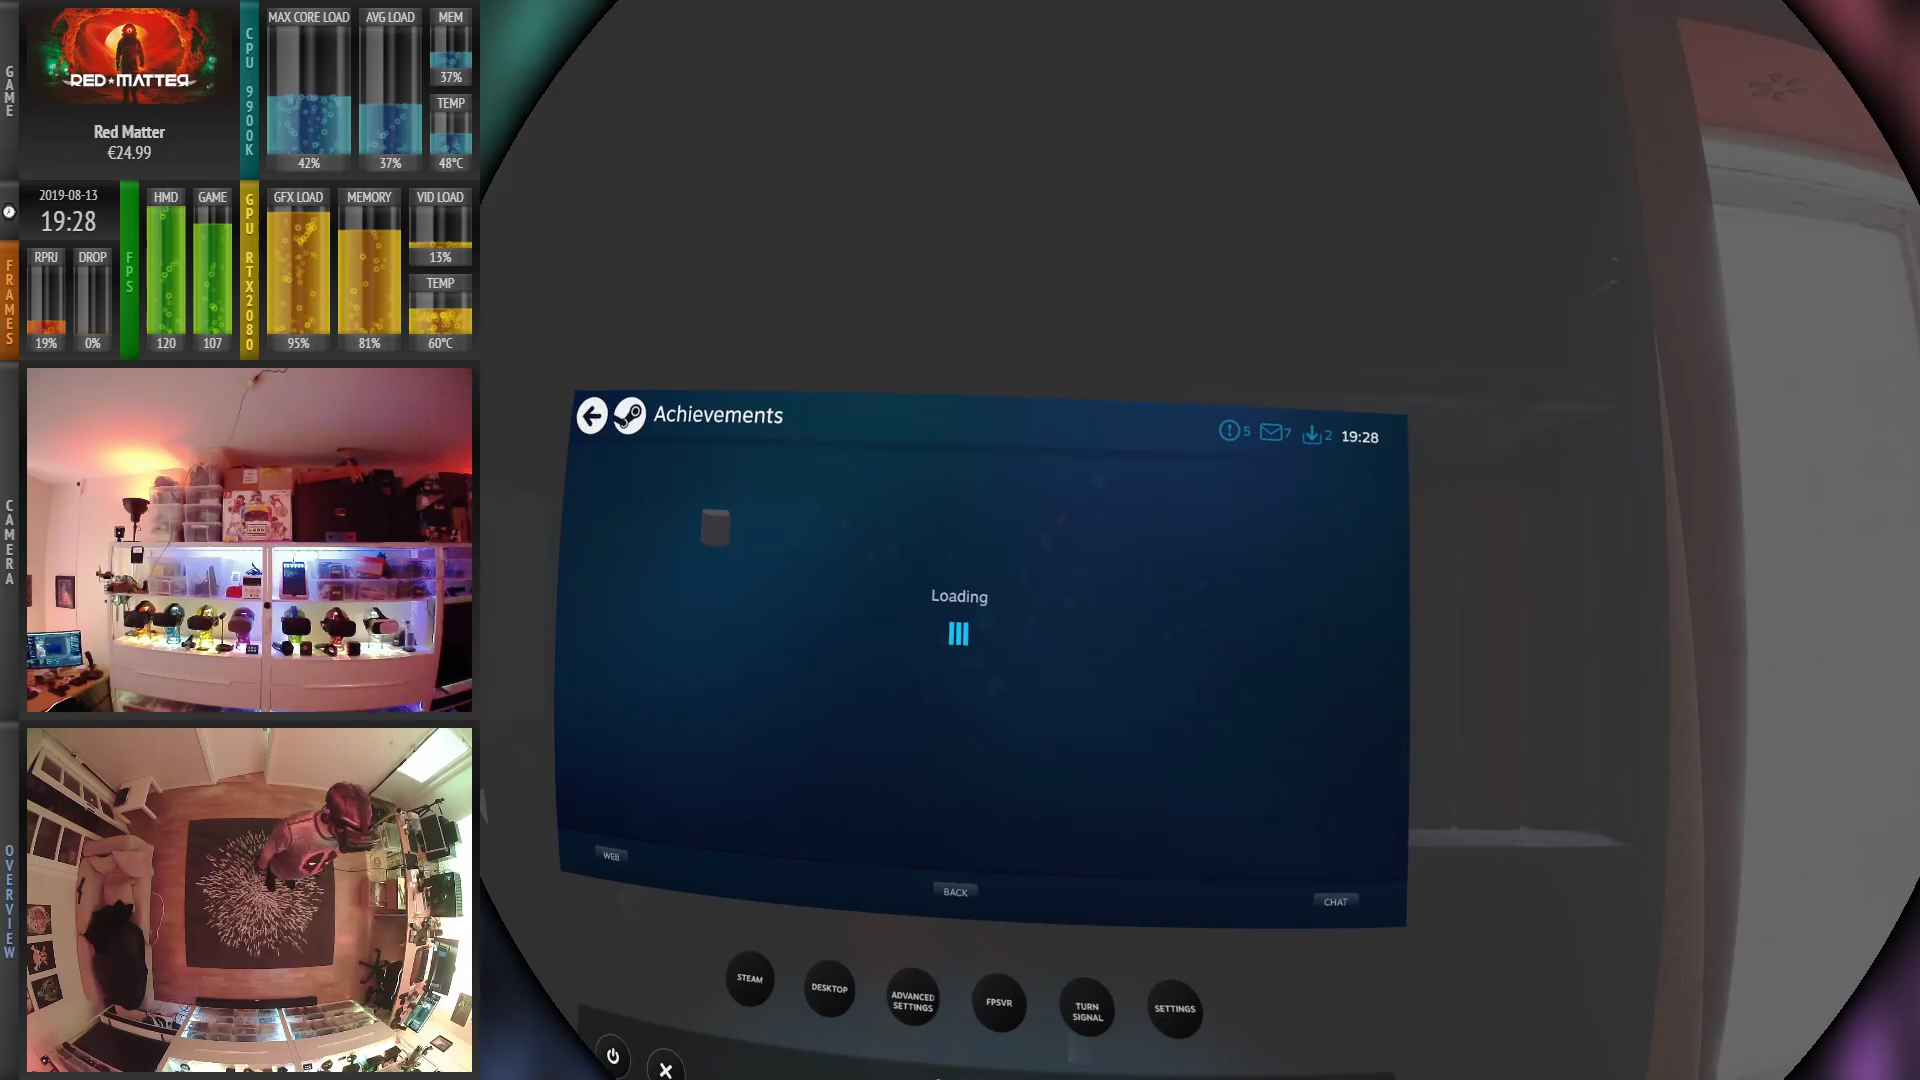 GAME
RED★MATTER
Red Matter
€24.99
CPU 9900K
MAX CORE LOAD
42%
AVG LOAD
37%
MEM
37%
TEMP
48°C
2019-08-13
19:28
FRAMES
RPRJ
19%
DROP
0%
FPS
HMD
120
GAME
107
GPU RTX2080
GFX LOAD
95%
MEMORY
81%
VID LOAD
13%
TEMP
60°C
CAMERA
OVERVIEW
Achievements
5
7
2
19:28
Loading
WEB
BACK
CHAT
STEAM
DESKTOP
ADVANCED
SETTINGS
FPSVR
TURN
SIGNAL
SETTINGS